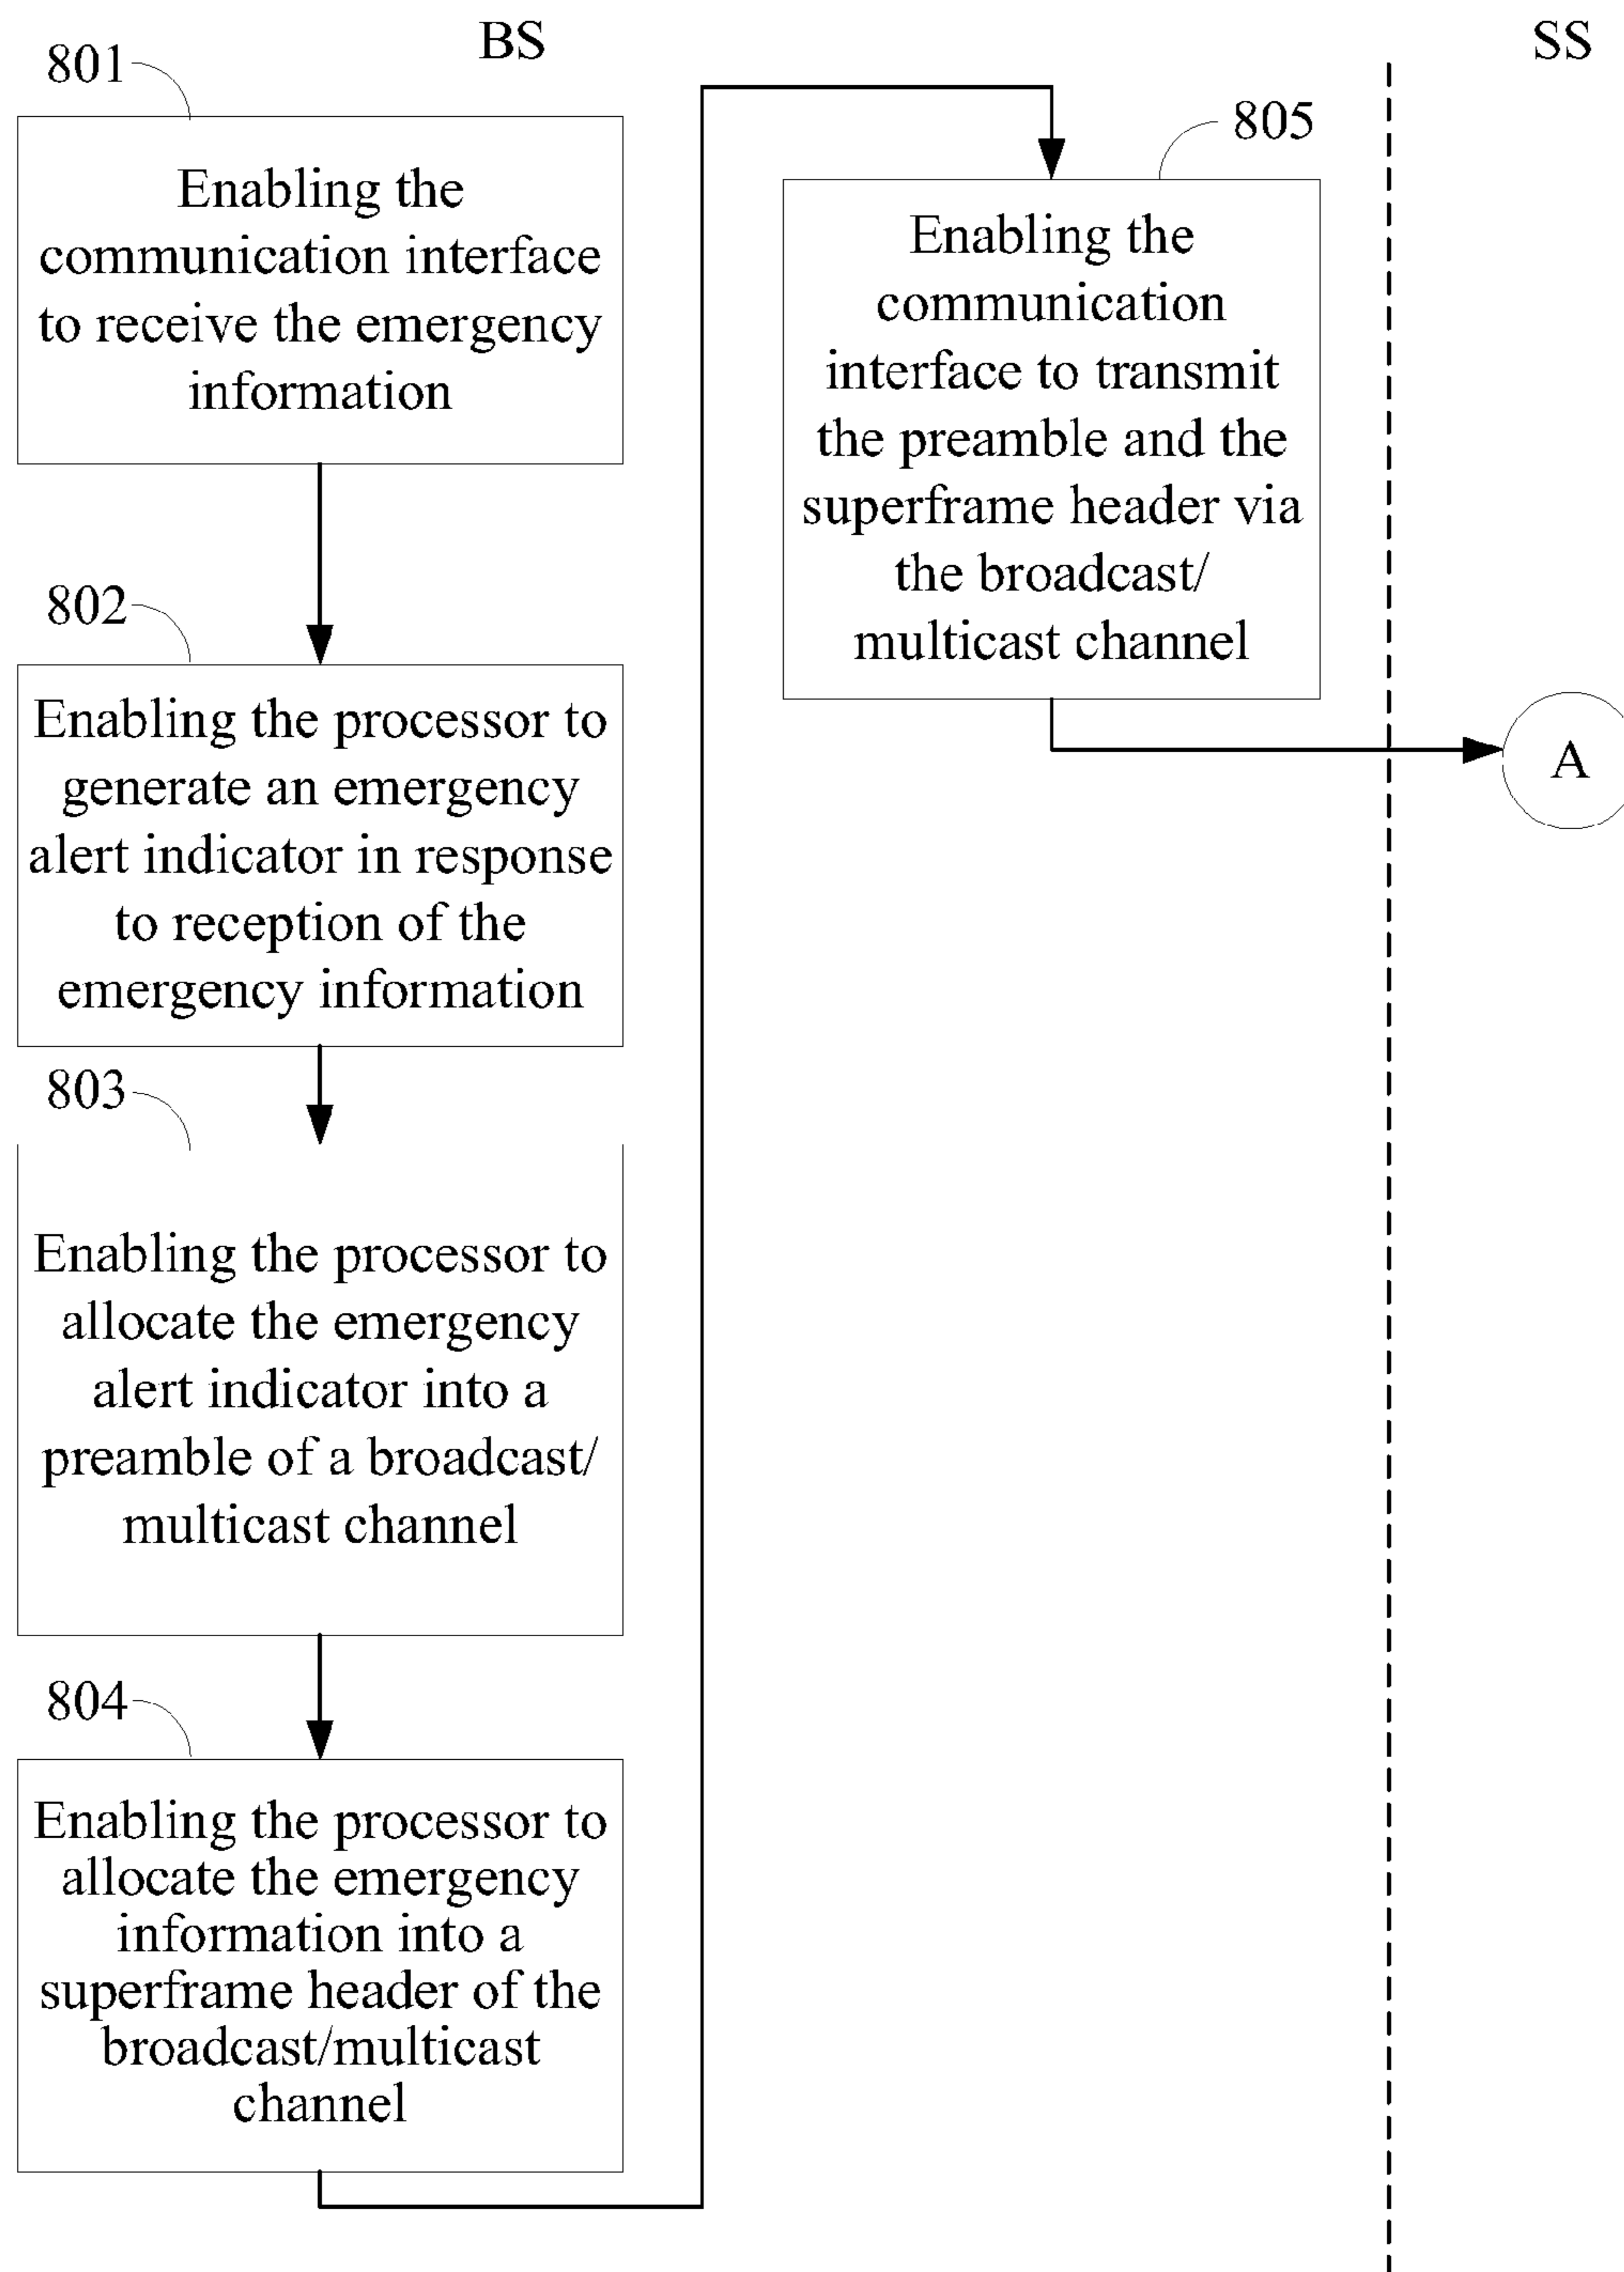 BS
SS
801
Enabling the
communication interface
to receive the emergency
information
802
Enabling the processor to
generate an emergency
alert indicator in response
to reception of the
emergency information
803
Enabling the processor to
allocate the emergency
alert indicator into a
preamble of a broadcast/
multicast channel
804
Enabling the processor to
allocate the emergency
information into a
superframe header of the
broadcast/multicast
channel
805
Enabling the
communication
interface to transmit
the preamble and the
superframe header via
the broadcast/
multicast channel
A